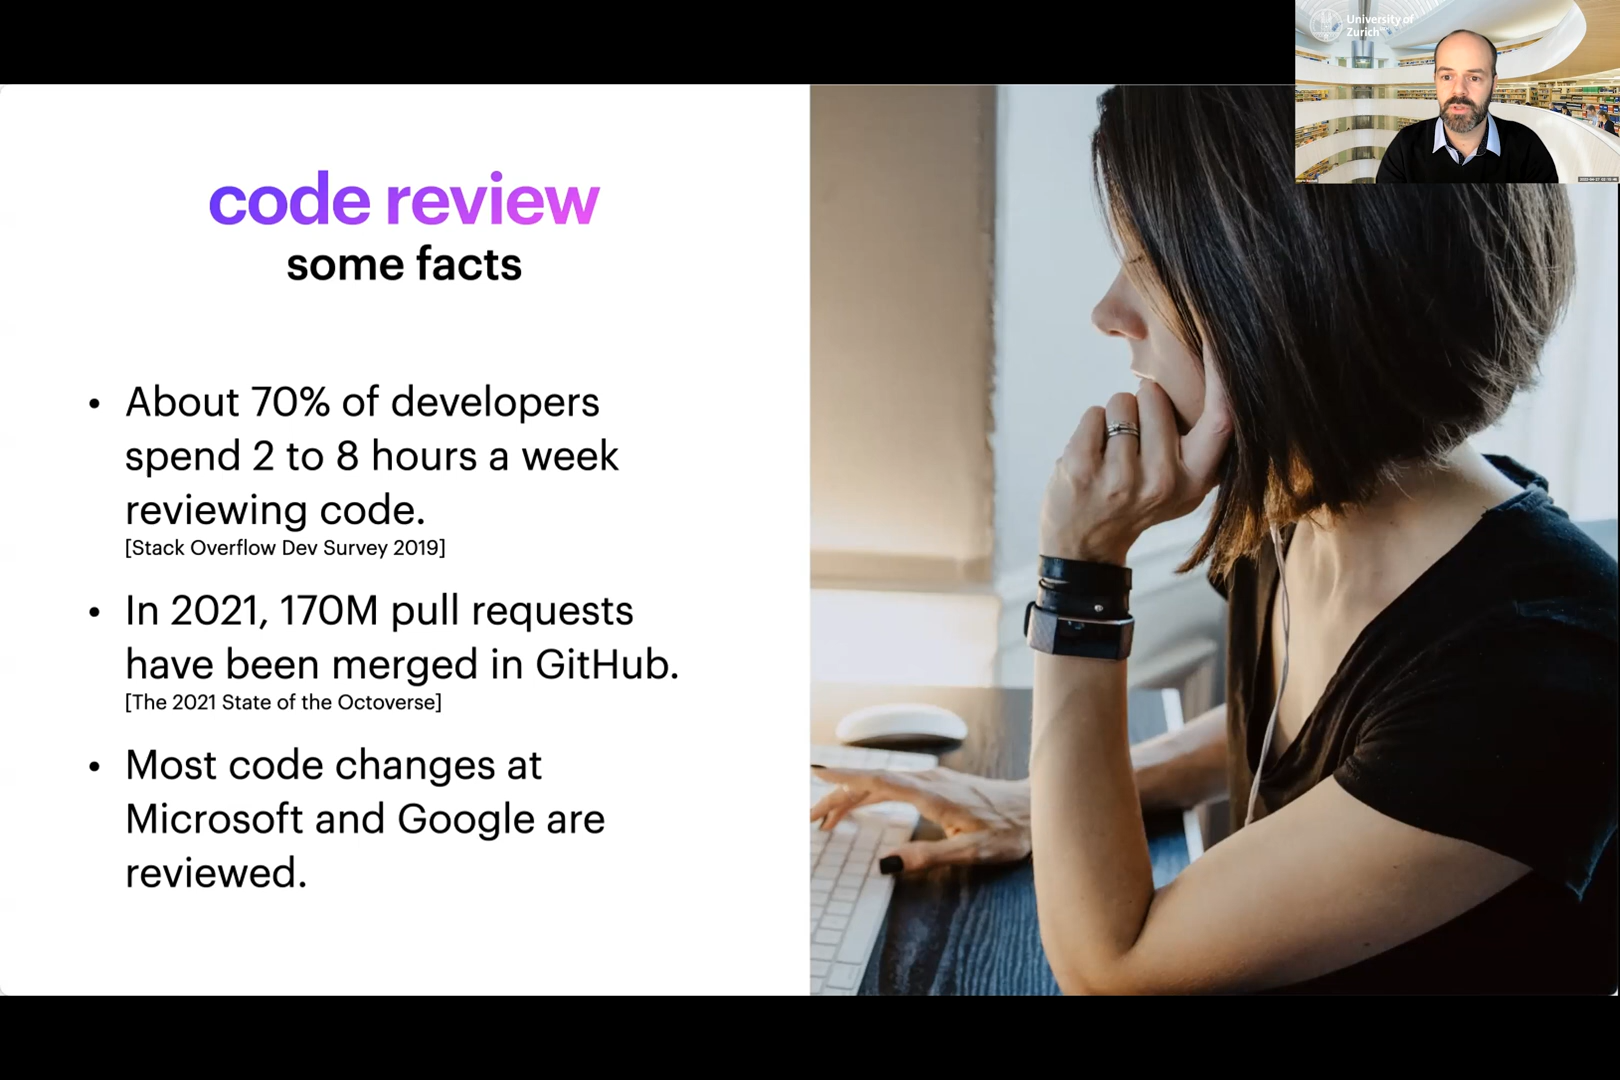 University of
Zurich
code review
some facts
• About 70% of developers
spend 2 to 8 hours a week
reviewing code.
[Stack Overflow Dev Survey 2019]
• In 2021, 170M pull requests
have been merged in GitHub.
[The 2021 State of the Octoverse]
• Most code changes at
Microsoft and Google are
reviewed.